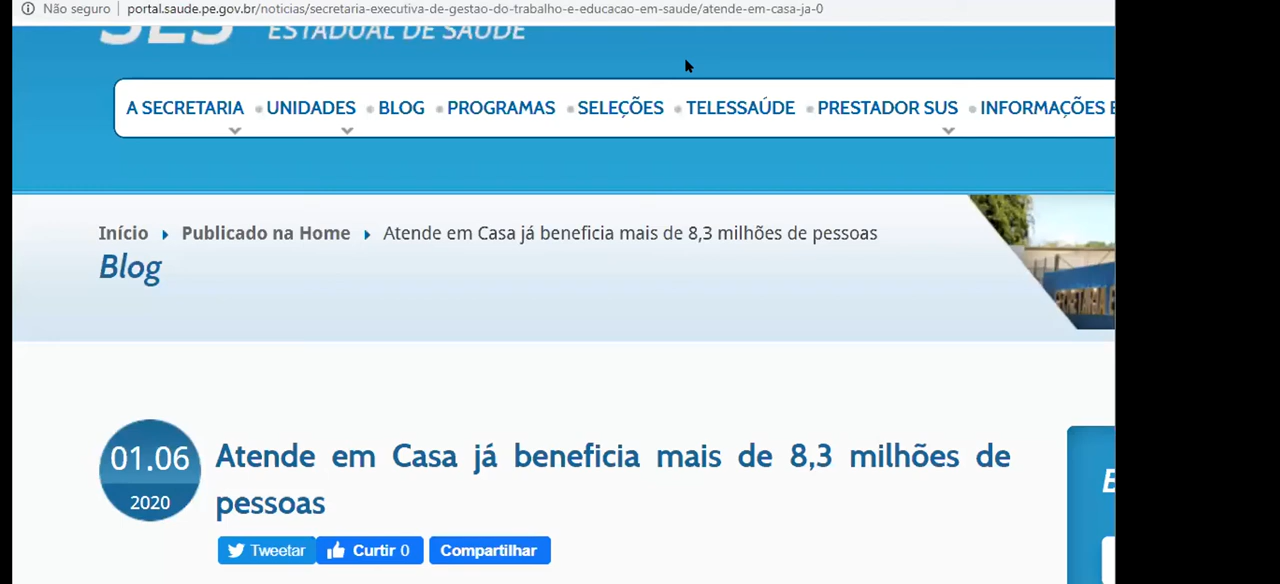 Não seguro portal.saude.pe.gov.br/noticias/secretaria-executiva-de-gestao-do-trabalho-e-educacao-em-saude/atende-em-casa-ja-0
SES ESTADUAL DE SAÚDE
A SECRETARIA UNIDADES BLOG PROGRAMAS SELEÇÕES TELESSAÚDE PRESTADOR SUS INFORMAÇÕES E
Início Publicado na Home Atende em Casa já beneficia mais de 8,3 milhões de pessoas
Blog
SECRETARIA E
01.06
2020
Atende em Casa já beneficia mais de 8,3 milhões de
pessoas
Tweetar Curtir 0 Compartilhar